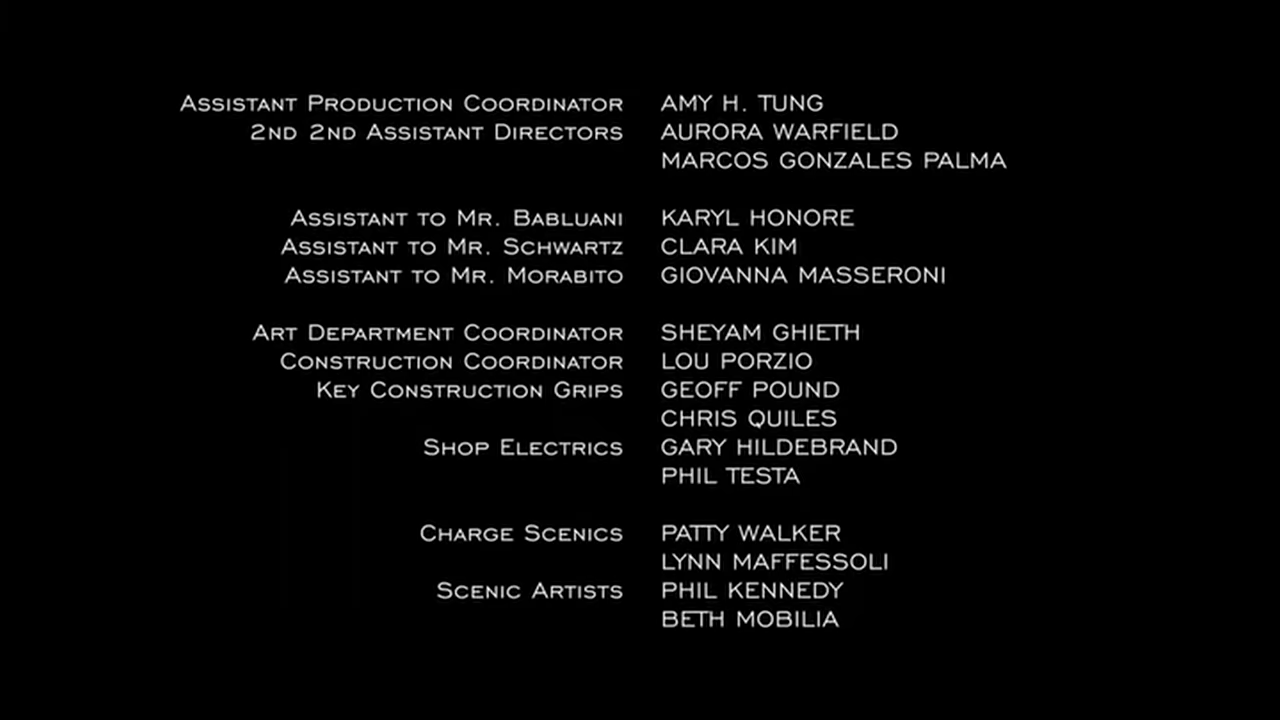 Assistant Production Coordinator AMY H. TUNG
2nd 2nd Assistant Directors AURORA WARFIELD
MARCOS GONZALES PALMA
Assistant to Mr. Babluani KARYL HONORE
Assistant to Mr. Schwartz CLARA KIM
Assistant to Mr. Morabito GIOVANNA MASSERONI
Art Department Coordinator SHEYAM GHIETH
Construction Coordinator LOU PORZIO
Key Construction Grips GEOFF POUND
CHRIS QUILES
Shop Electrics GARY HILDEBRAND
PHIL TESTA
Charge Scenics PATTY WALKER
LYNN MAFFESSOLI
Scenic Artists PHIL KENNEDY
BETH MOBILIA